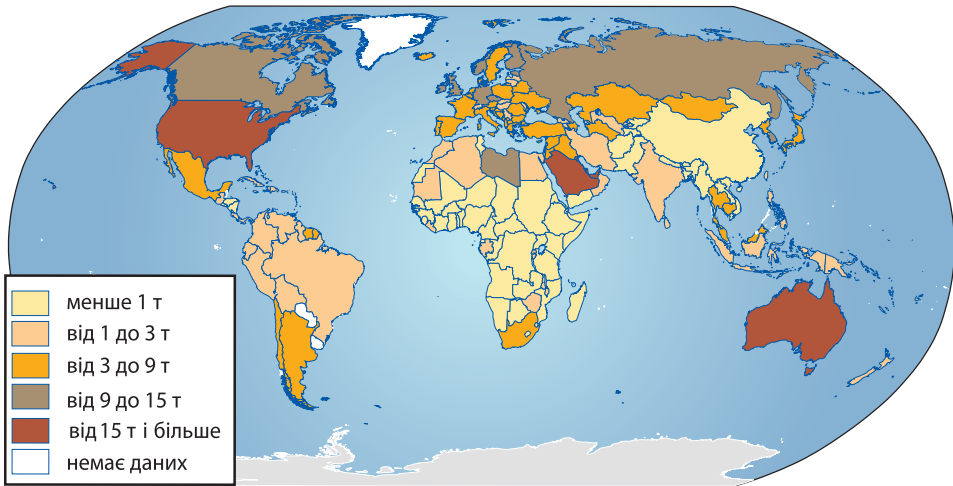 менше 1 т
від 1 до 3 т
від 3 до 9 т
від 9 до 15 т
від 15 т і більше
немає даних